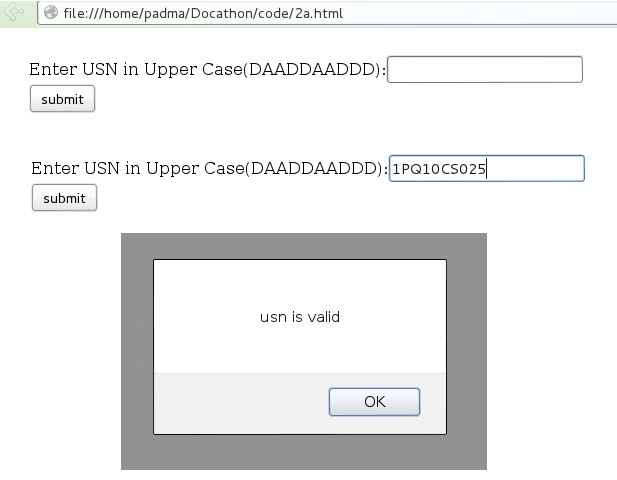 file:///home/padma/Docathon/code/2a.html
Enter USN in Upper Case(DAADDAADDD):
submit
Enter USN in Upper Case(DAADDAADDD):1PQ10CS025
submit
usn is valid
OK